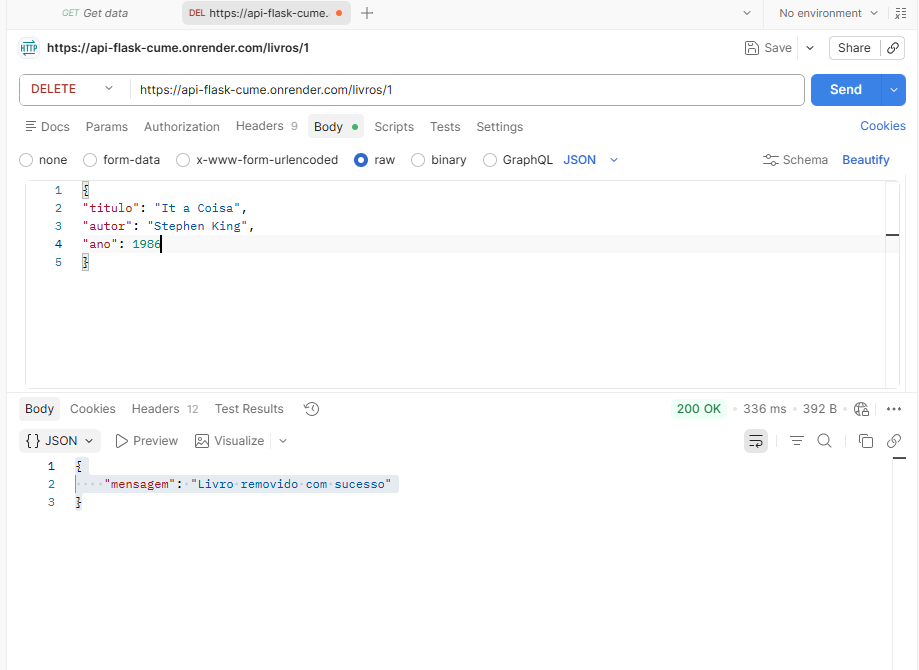 GET Get data DEL https://api-flask-cume. No environment
HTTP https://api-flask-cume.onrender.com/livros/1 Save Share
DELETE https://api-flask-cume.onrender.com/livros/1 Send
Docs Params Authorization Headers 9 Body Scripts Tests Settings Cookies
none form-data x-www-form-urlencoded raw binary GraphQL JSON Schema Beautify
1 {
2 "titulo": "It a Coisa",
3 "autor": "Stephen King",
4 "ano": 1986
5 }
Body Cookies Headers 12 Test Results 200 OK • 336 ms • 392 B
{} JSON Preview Visualize
1 {
2 "mensagem": "Livro removido com sucesso"
3 }